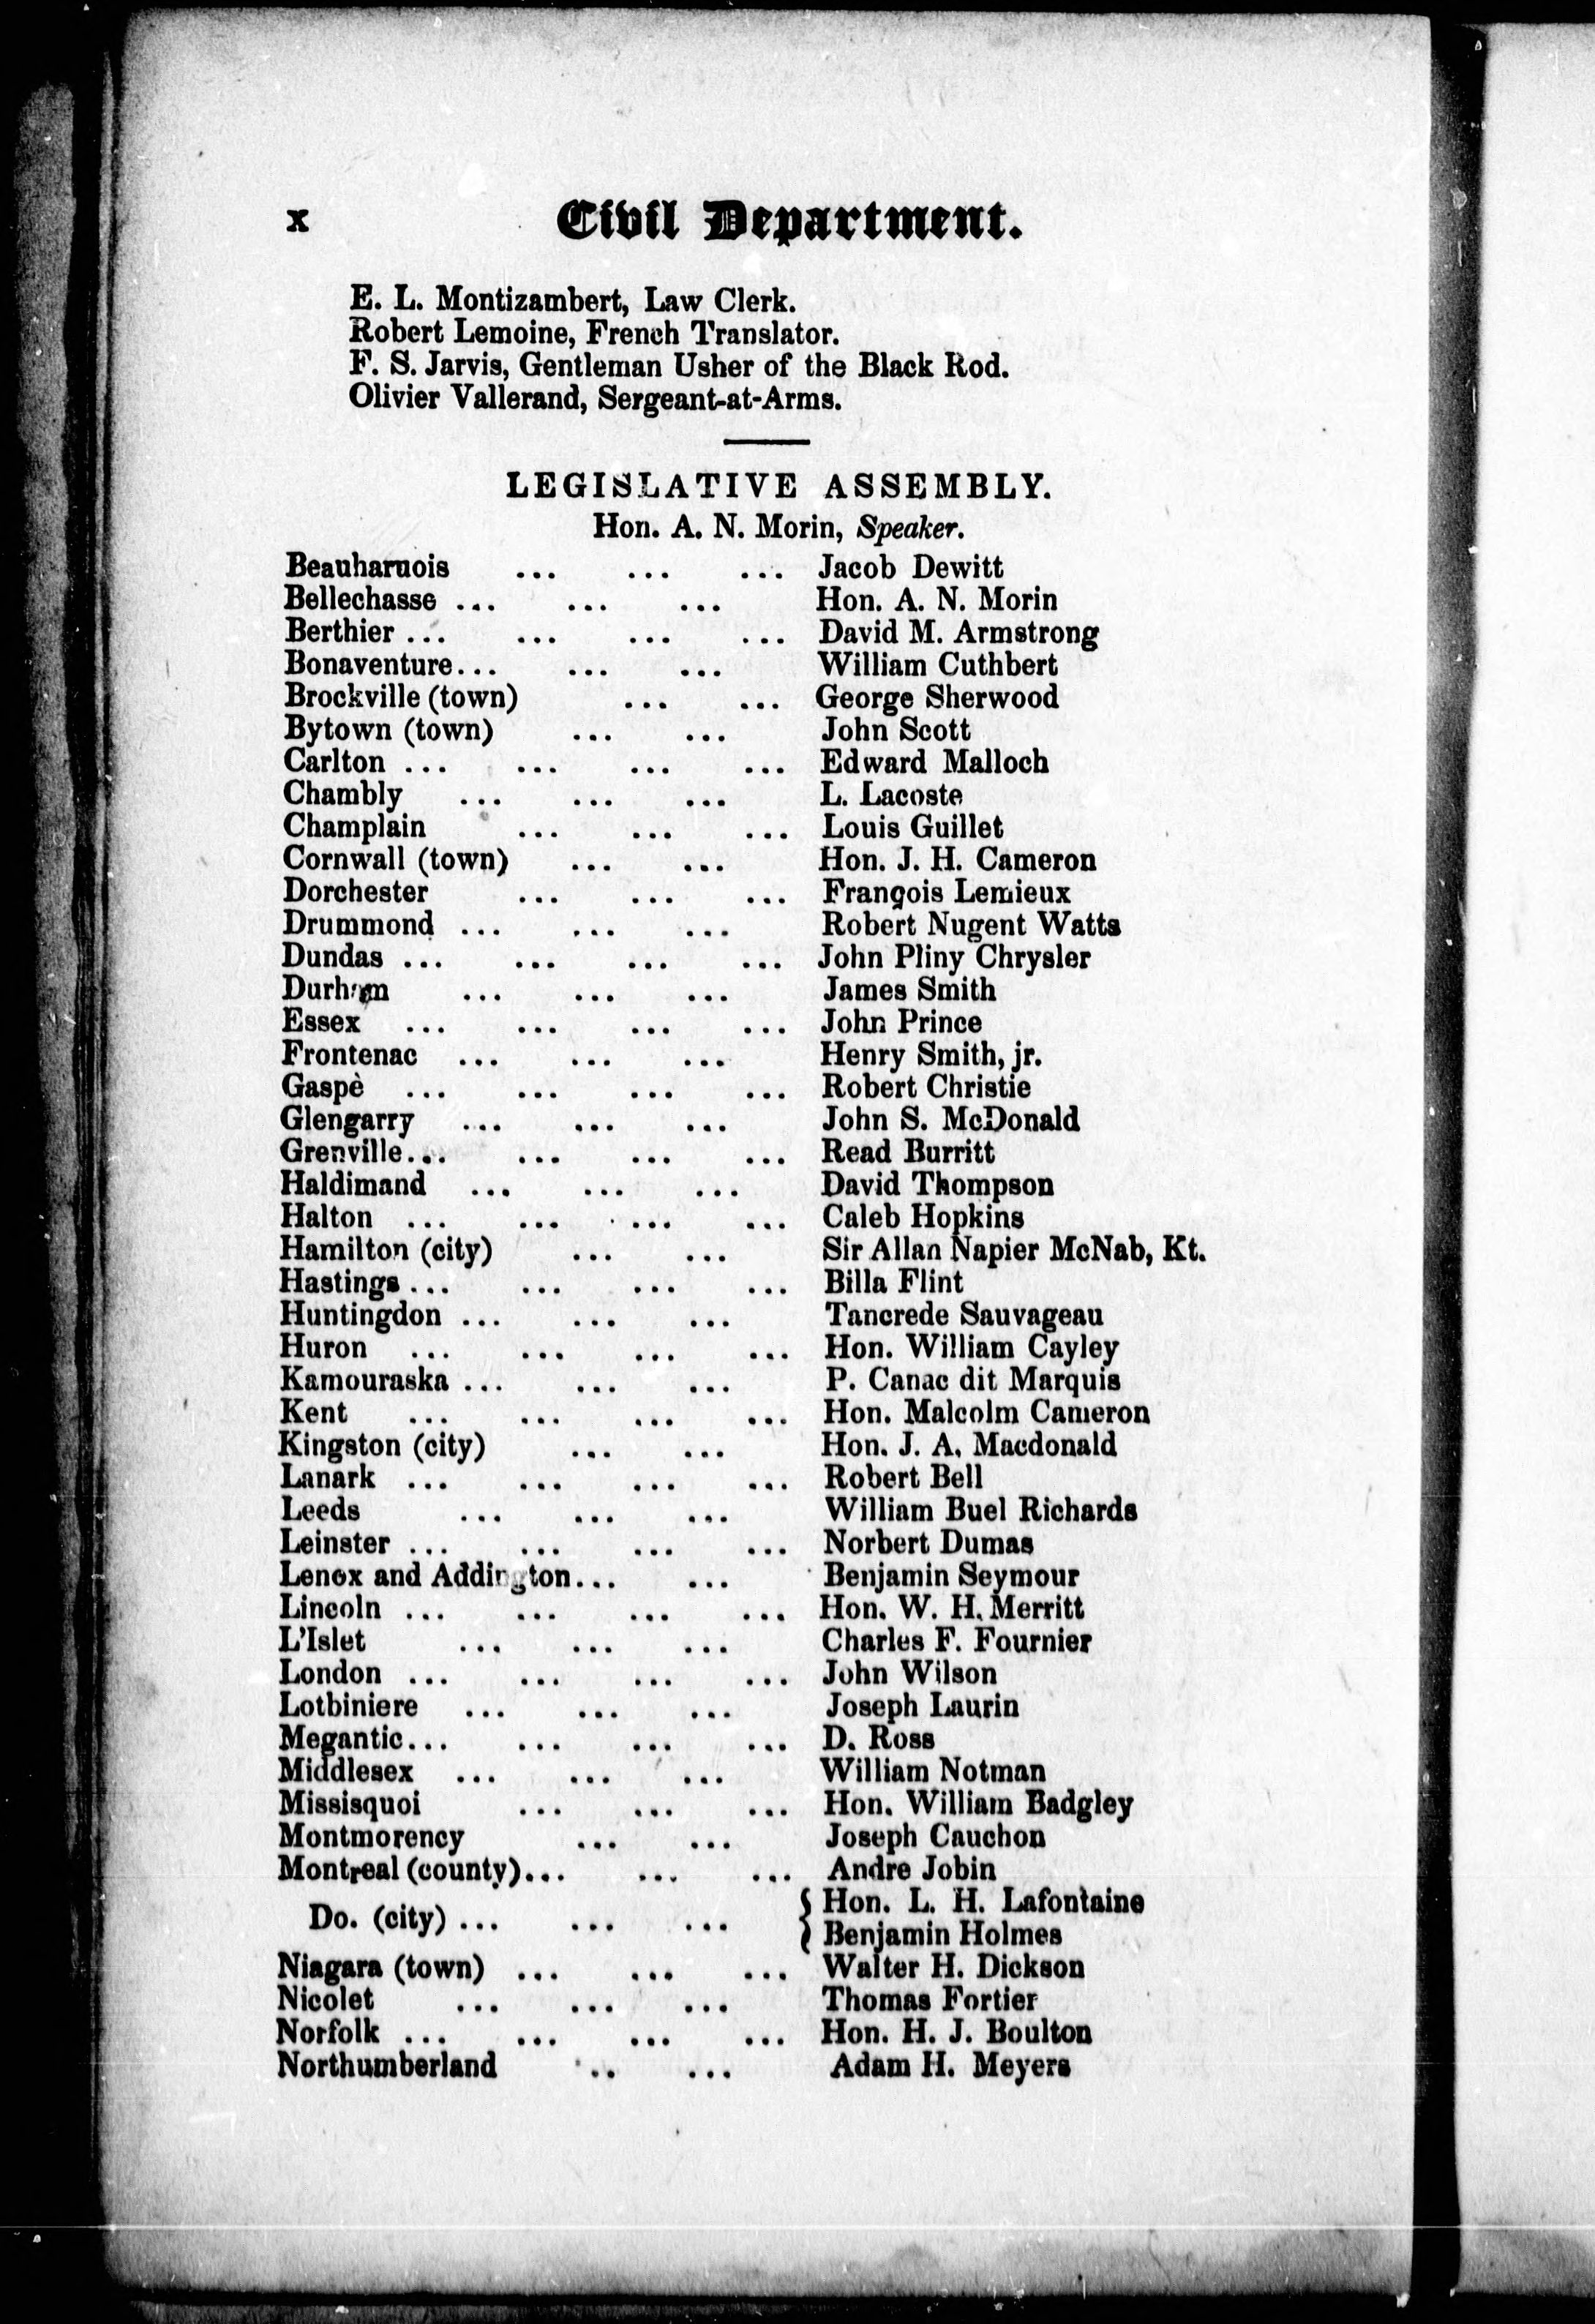 x Civil Department.
E. L. Montizambert, Law Clerk.
Robert Lemoine, French Translator.
F. S. Jarvis, Gentleman Usher of the Black Rod.
Olivier Vallerand, Sergeant-at-Arms.
LEGISLATIVE ASSEMBLY.
Hon. A. N. Morin, Speaker.
Beauharnois ... ... ... Jacob Dewitt
Bellechasse ... ... ... Hon. A. N. Morin
Berthier ... ... ... ... David M. Armstrong
Bonaventure... ... ... William Cuthbert
Brockville (town) ... ... George Sherwood
Bytown (town) ... ... John Scott
Carlton ... ... ... ... Edward Malloch
Chambly ... ... ... L. Lacoste
Champlain ... ... ... Louis Guillet
Cornwall (town) ... ... Hon. J. H. Cameron
Dorchester ... ... ... François Lemieux
Drummond ... ... ... Robert Nugent Watts
Dundas ... ... ... ... John Pliny Chrysler
Durham ... ... ... James Smith
Essex ... ... ... ... John Prince
Frontenac ... ... ... Henry Smith, jr.
Gaspè ... ... ... ... Robert Christie
Glengarry ... ... ... John S. McDonald
Grenville... ... ... ... Read Burritt
Haldimand ... ... ... David Thompson
Halton ... ... ... ... Caleb Hopkins
Hamilton (city) ... ... Sir Allan Napier McNab, Kt.
Hastings ... ... ... ... Billa Flint
Huntingdon ... ... ... Tancrede Sauvageau
Huron ... ... ... ... Hon. William Cayley
Kamouraska ... ... ... P. Canac dit Marquis
Kent ... ... ... ... Hon. Malcolm Cameron
Kingston (city) ... ... Hon. J. A. Macdonald
Lanark ... ... ... ... Robert Bell
Leeds ... ... ... William Buel Richards
Leinster ... ... ... ... Norbert Dumas
Lenox and Addington... ... Benjamin Seymour
Lincoln ... ... ... ... Hon. W. H. Merritt
L'Islet ... ... ... Charles F. Fournier
London ... ... ... ... John Wilson
Lotbiniere ... ... ... Joseph Laurin
Megantic... ... ... ... D. Ross
Middlesex ... ... ... William Notman
Missisquoi ... ... ... Hon. William Badgley
Montmorency ... ... Joseph Cauchon
Montreal (county)... ... ... Andre Jobin
Do. (city) ... ... ... { Hon. L. H. Lafontaine
Benjamin Holmes
Niagara (town) ... ... ... Walter H. Dickson
Nicolet ... ... ... Thomas Fortier
Norfolk ... ... ... ... Hon. H. J. Boulton
Northumberland .. ... Adam H. Meyers